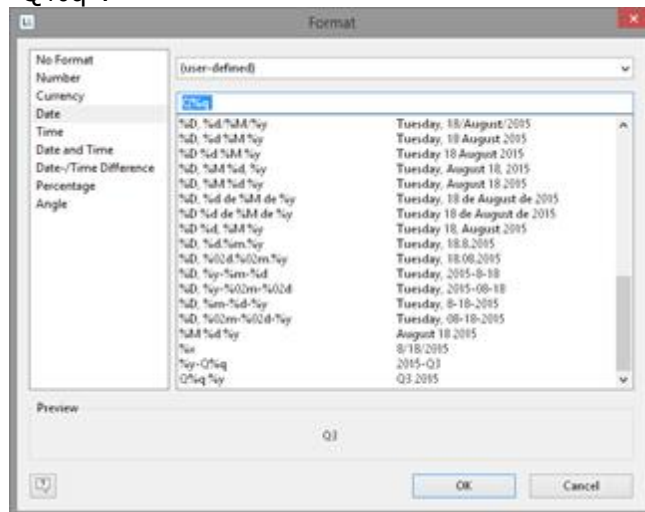 LL
Format
No Format
Number
Currency
Date
Time
Date and Time
Date-/Time Difference
Percentage
Angle
(user-defined)
Q%q
%D, %d/%M/%y Tuesday, 18/August/2015
%D, %d %M %y Tuesday, 18 August 2015
%D %d %M %y Tuesday 18 August 2015
%D, %M %d, %y Tuesday, August 18, 2015
%D, %M %d %y Tuesday, August 18 2015
%D, %d de %M de %y Tuesday, 18 de August de 2015
%D %d de %M de %y Tuesday 18 de August de 2015
%D %d, %M %y Tuesday 18, August 2015
%D, %d.%m.%y Tuesday, 18.8.2015
%D, %02d.%02m.%y Tuesday, 18.08.2015
%D, %y-%m-%d Tuesday, 2015-8-18
%D, %y-%02m-%02d Tuesday, 2015-08-18
%D, %m-%d-%y Tuesday, 8-18-2015
%D, %02m-%02d-%y Tuesday, 08-18-2015
%M %d %y August 18 2015
%x 8/18/2015
%y-Q%q 2015-Q3
Q%q %y Q3 2015
Preview
Q3
OK Cancel